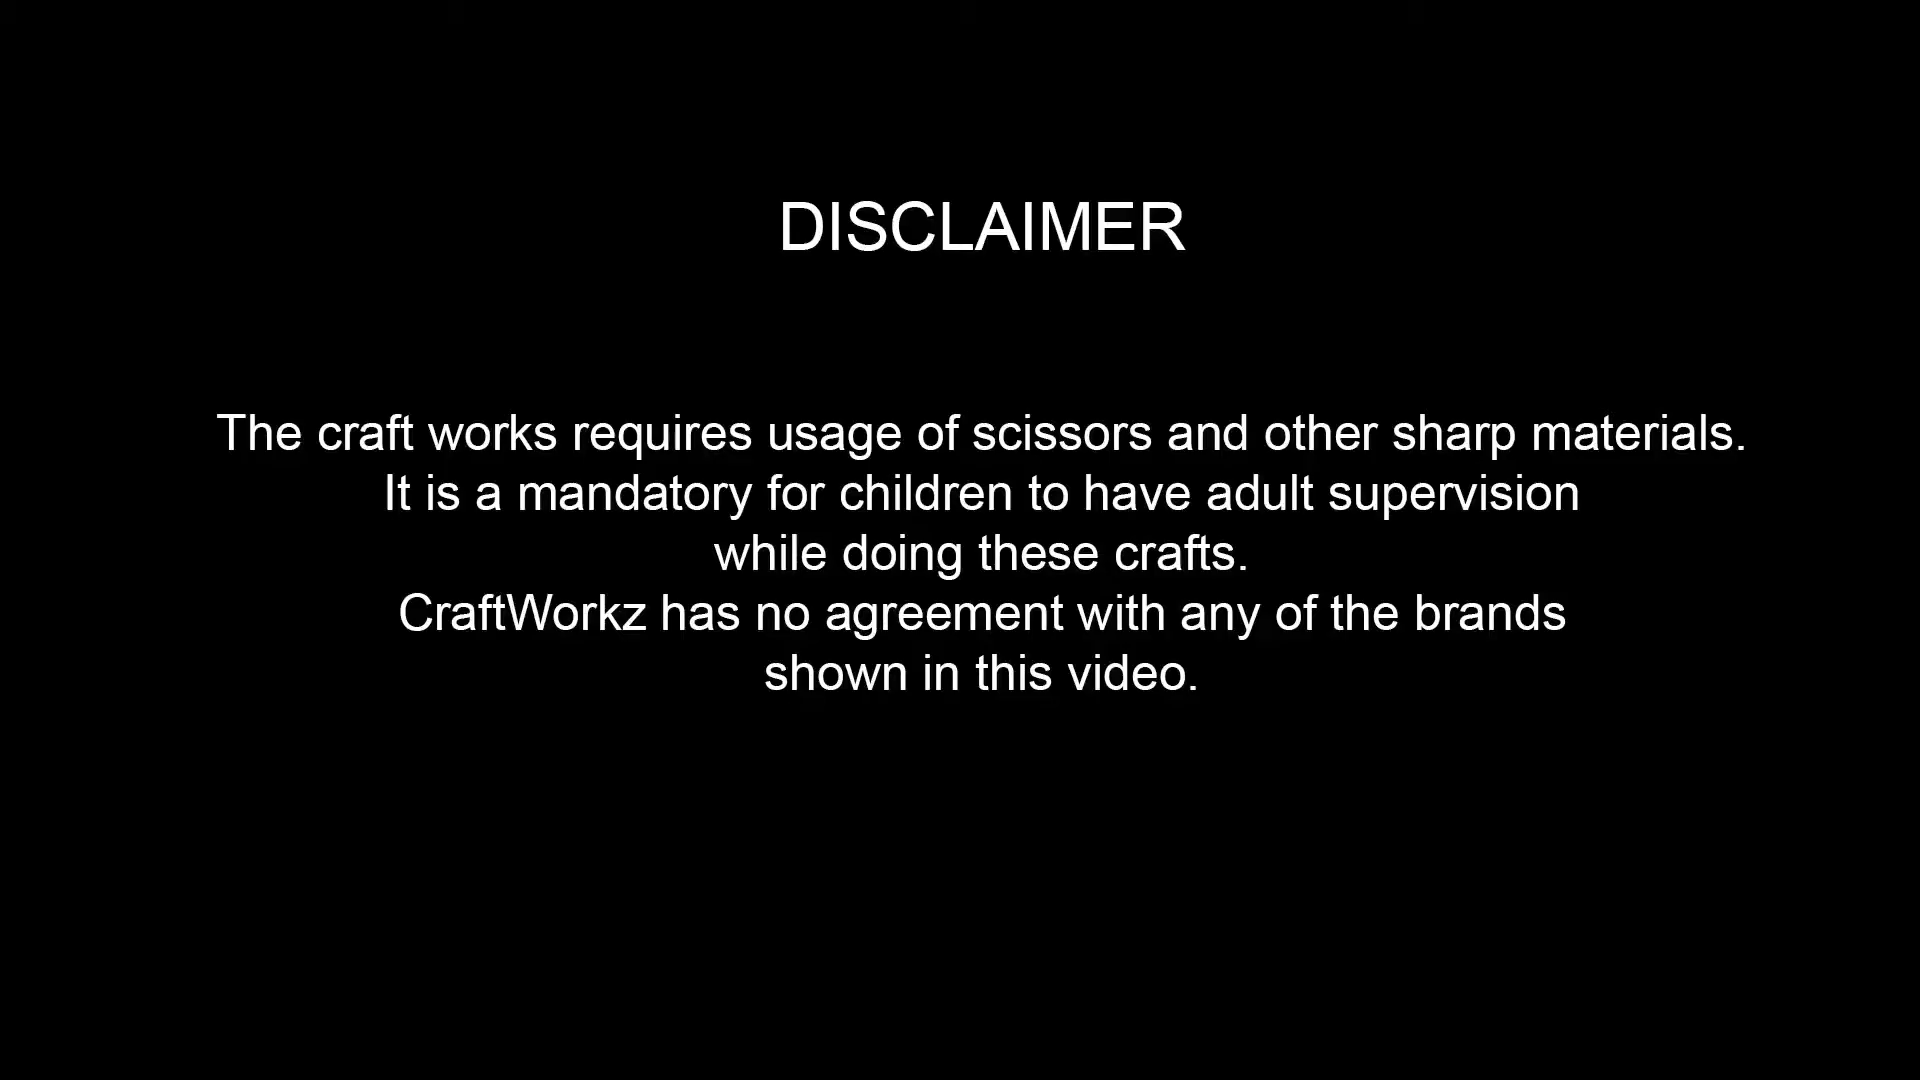 DISCLAIMER
The craft works requires usage of scissors and other sharp materials.
It is a mandatory for children to have adult supervision
while doing these crafts.
CraftWorkz has no agreement with any of the brands
shown in this video.